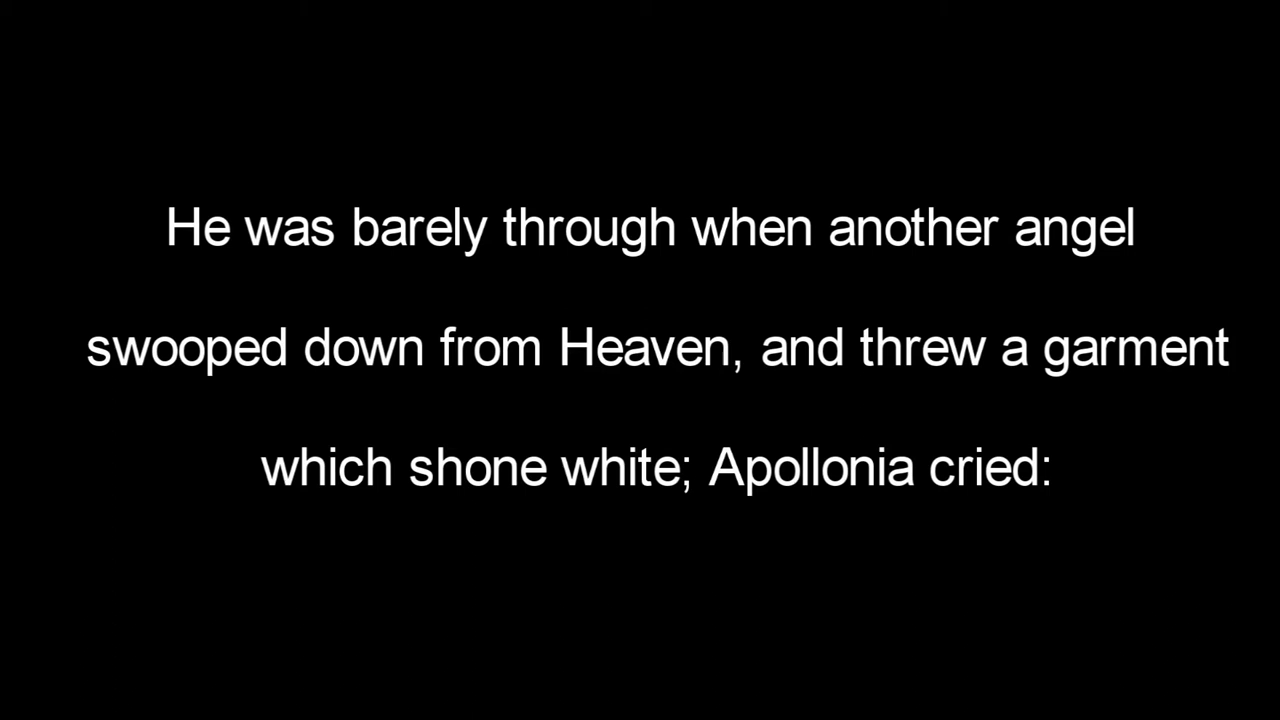 He was barely through when another angel
swooped down from Heaven, and threw a garment
which shone white; Apollonia cried: